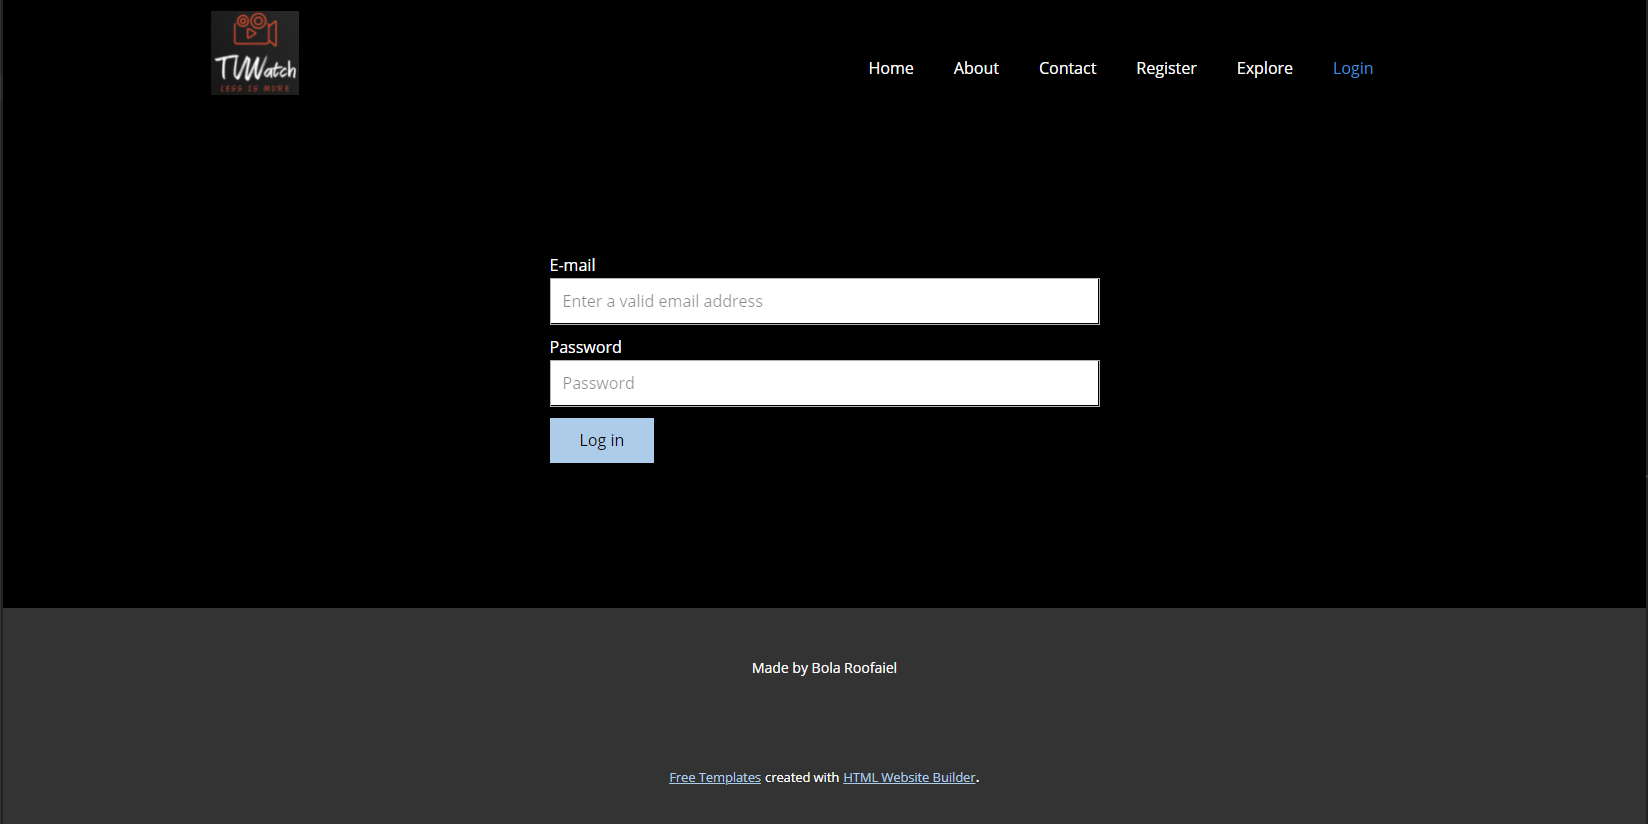 TVWatch
LESS IS MORE
Home About Contact Register Explore Login
E-mail
Enter a valid email address
Password
Password
Log in
Made by Bola Roofaiel
Free Templates created with HTML Website Builder.